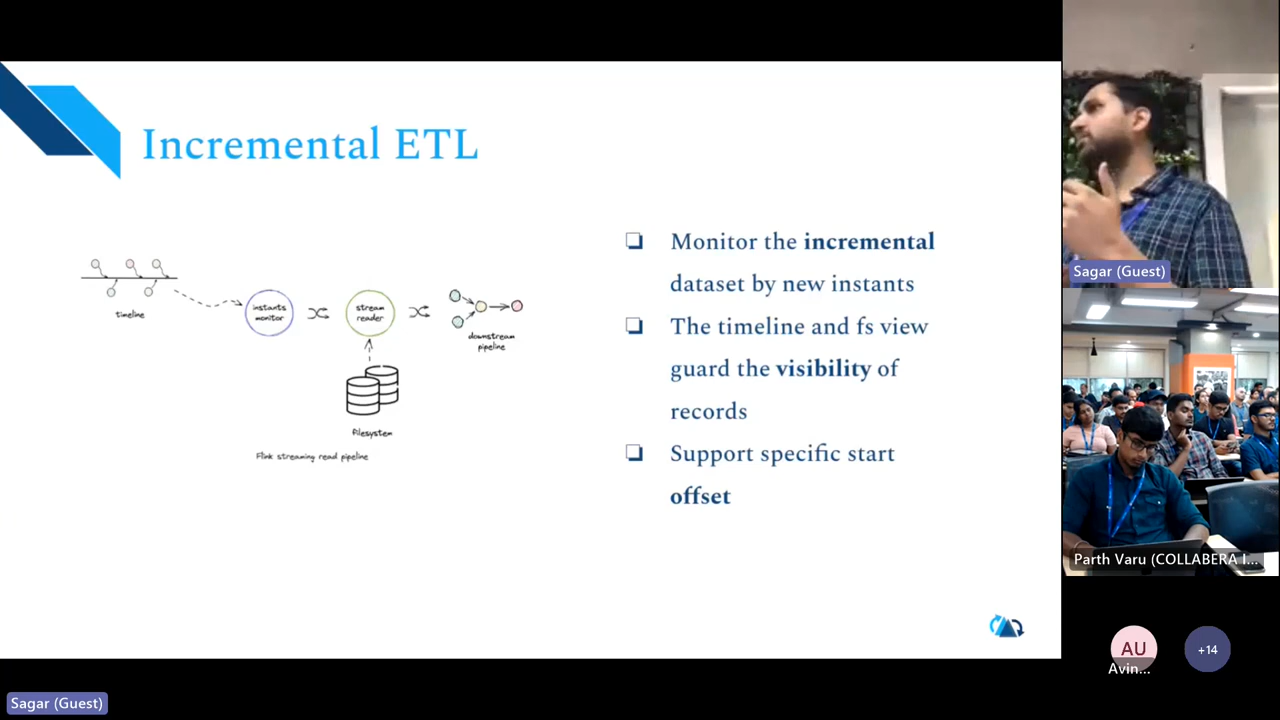 Incremental ETL
timeline
instants
monitor
stream
reader
downstream
pipeline
filesystem
Flink streaming read pipeline
❏ Monitor the incremental
dataset by new instants
❏ The timeline and fs view
guard the visibility of
records
❏ Support specific start
offset
Sagar (Guest)
Parth Varu (COLLABERA I...
AU
Avin...
+14
Sagar (Guest)